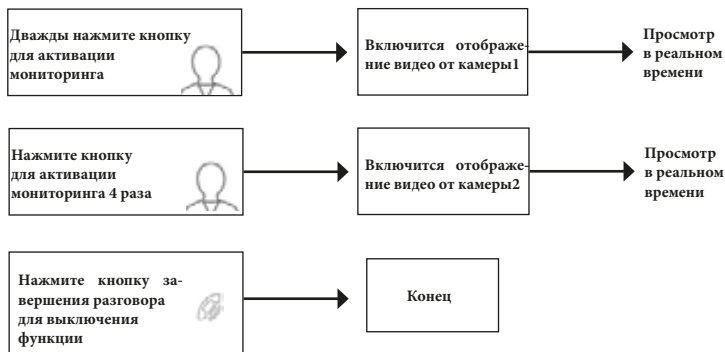 Дважды нажмите кнопку
для активации
мониторинга
Включится отображе-
ние видео от камеры1
Просмотр
в реальном
времени
Нажмите кнопку
для активации
мониторинга 4 раза
Включится отображе-
ние видео от камеры2
Просмотр
в реальном
времени
Нажмите кнопку за-
вершения разговора
для выключения
функции
Конец